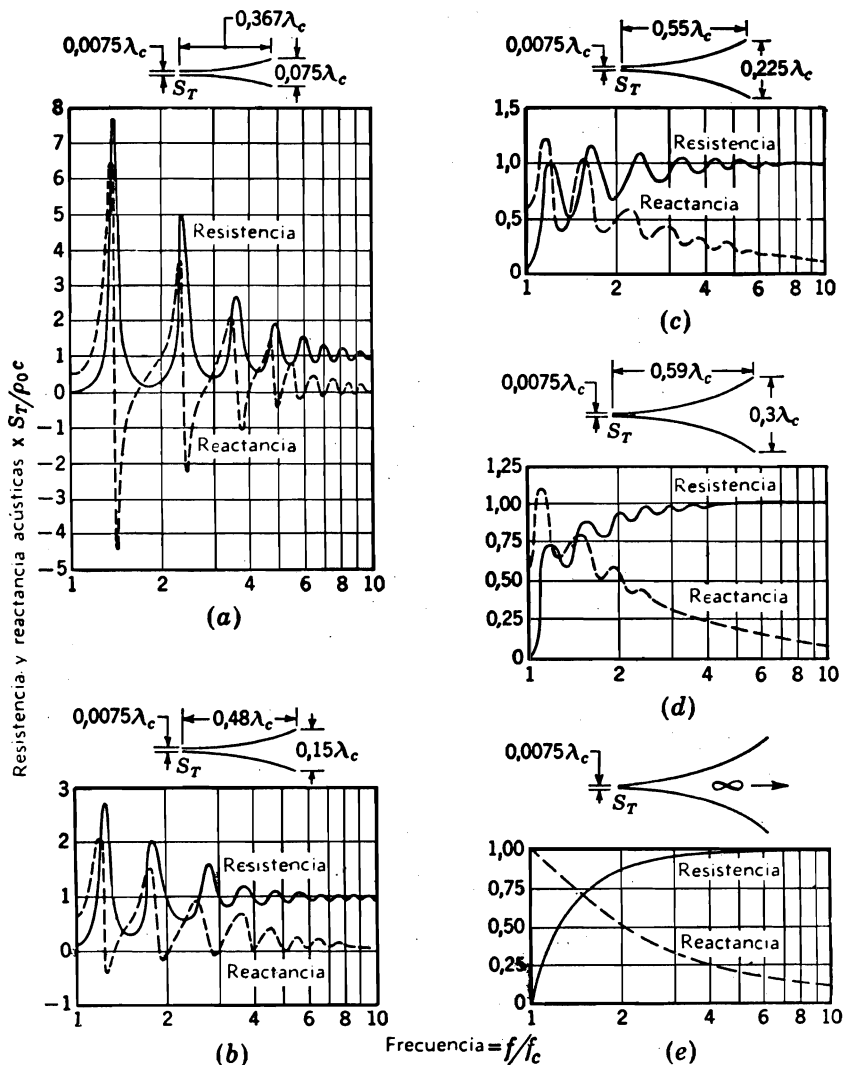 0,367λc
0,0075λc
0,075λc
ST
8
7
6
5
4
3
2
1
0
−1
−2
−3
−4
−5
Resistencia
Reactancia
1 2 4 6 8 10
(a)
Resistencia y reactancia acústicas x ST/ρ0c
0,0075λc
0,48λc
0,15λc
ST
3
2
1
0
−1
Resistencia
Reactancia
1 2 4 6 8 10
(b)
0,55λc
0,0075λc
0,225λc
ST
1,5
1,0
0,5
0
Resistencia
Reactancia
1 2 4 6 8 10
(c)
0,59λc
0,0075λc
0,3λc
ST
1,25
1,00
0,75
0,50
0,25
0
Resistencia
Reactancia
1 2 4 6 8 10
(d)
0,0075λc
ST
∞
1,00
0,75
0,50
0,25
0
Resistencia
Reactancia
1 2 4 6 8 10
(e)
Frecuencia = f/fc